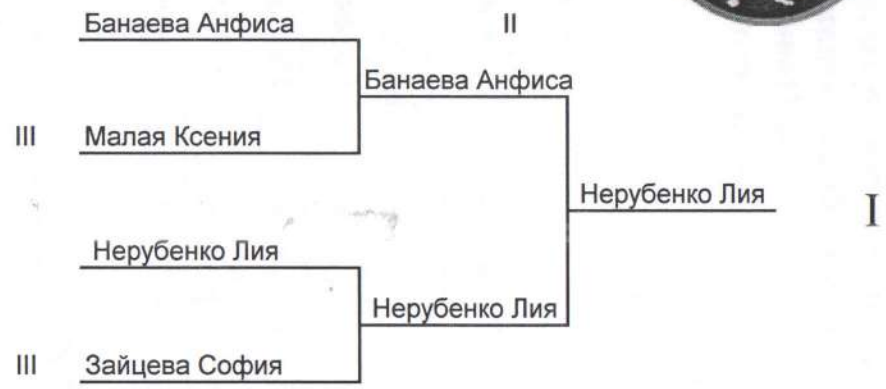 Банаева Анфиса
II
Банаева Анфиса
III Малая Ксения
Нерубенко Лия I
Нерубенко Лия
Нерубенко Лия
III Зайцева София